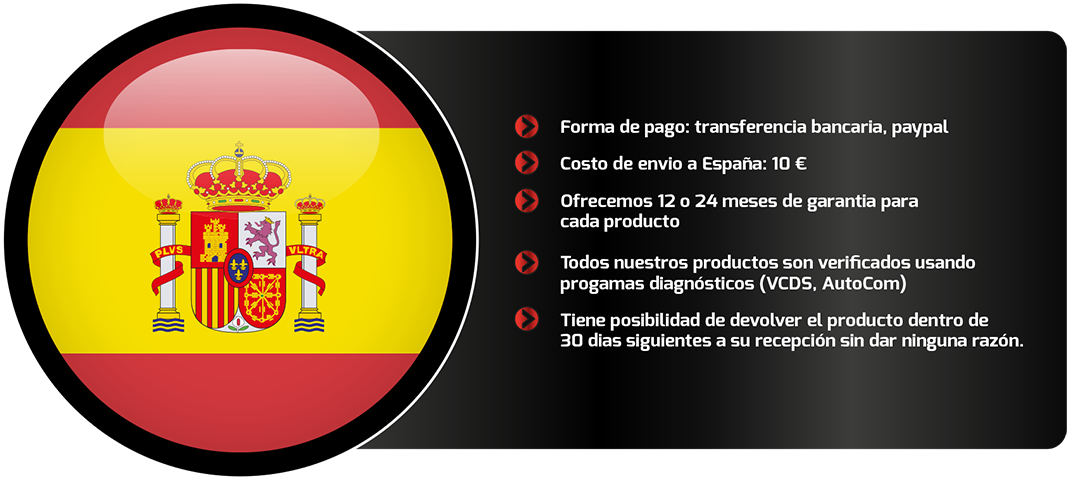 PLVS
VLTRA
Forma de pago: transferencia bancaria, paypal
Costo de envio a España: 10 €
Ofrecemos 12 o 24 meses de garantia para
cada producto
Todos nuestros productos son verificados usando
progamas diagnósticos (VCDS, AutoCom)
Tiene posibilidad de devolver el producto dentro de
30 dias siguientes a su recepción sin dar ninguna razón.